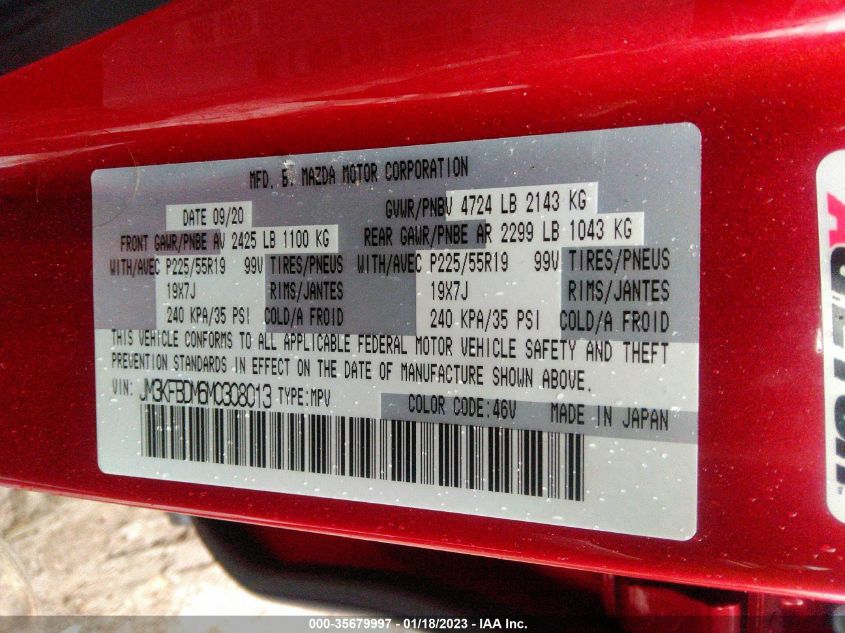 MFD. BY MAZDA MOTOR CORPORATION
DATE 09/20 GVWR/PNBV 4724 LB 2143 KG
FRONT GAWR/PNBE AV 2425 LB 1100 KG REAR GAWR/PNBE AR 2299 LB 1043 KG
WITH/AVEC P225/55R19 99V TIRES/PNEUS WITH/AVEC P225/55R19 99V TIRES/PNEUS
19X7J RIMS/JANTES 19X7J RIMS/JANTES
240 KPA/35 PSI COLD/A FROID 240 KPA/35 PSI COLD/A FROID
THIS VEHICLE CONFORMS TO ALL APPLICABLE FEDERAL MOTOR VEHICLE SAFETY AND THEFT
PREVENTION STANDARDS IN EFFECT ON THE DATE OF MANUFACTURE SHOWN ABOVE.
VIN: JM3KFBDM6M0308013 TYPE:MPV
COLOR CODE:46V MADE IN JAPAN
000-35679997 - 01/18/2023 - IAA Inc.